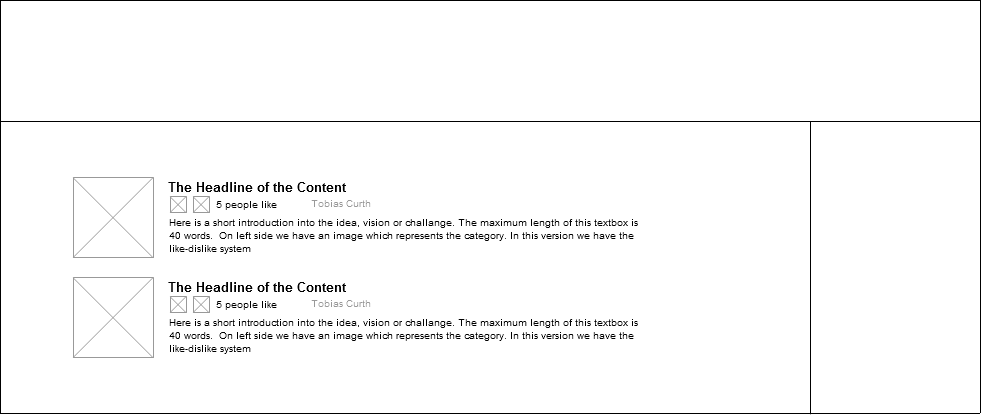 The Headline of the Content
5 people like Tobias Curth
Here is a short introduction into the idea, vision or challange. The maximum length of this textbox is
40 words.  On left side we have an image which represents the category. In this version we have the
like-dislike system
The Headline of the Content
5 people like Tobias Curth
Here is a short introduction into the idea, vision or challange. The maximum length of this textbox is
40 words.  On left side we have an image which represents the category. In this version we have the
like-dislike system